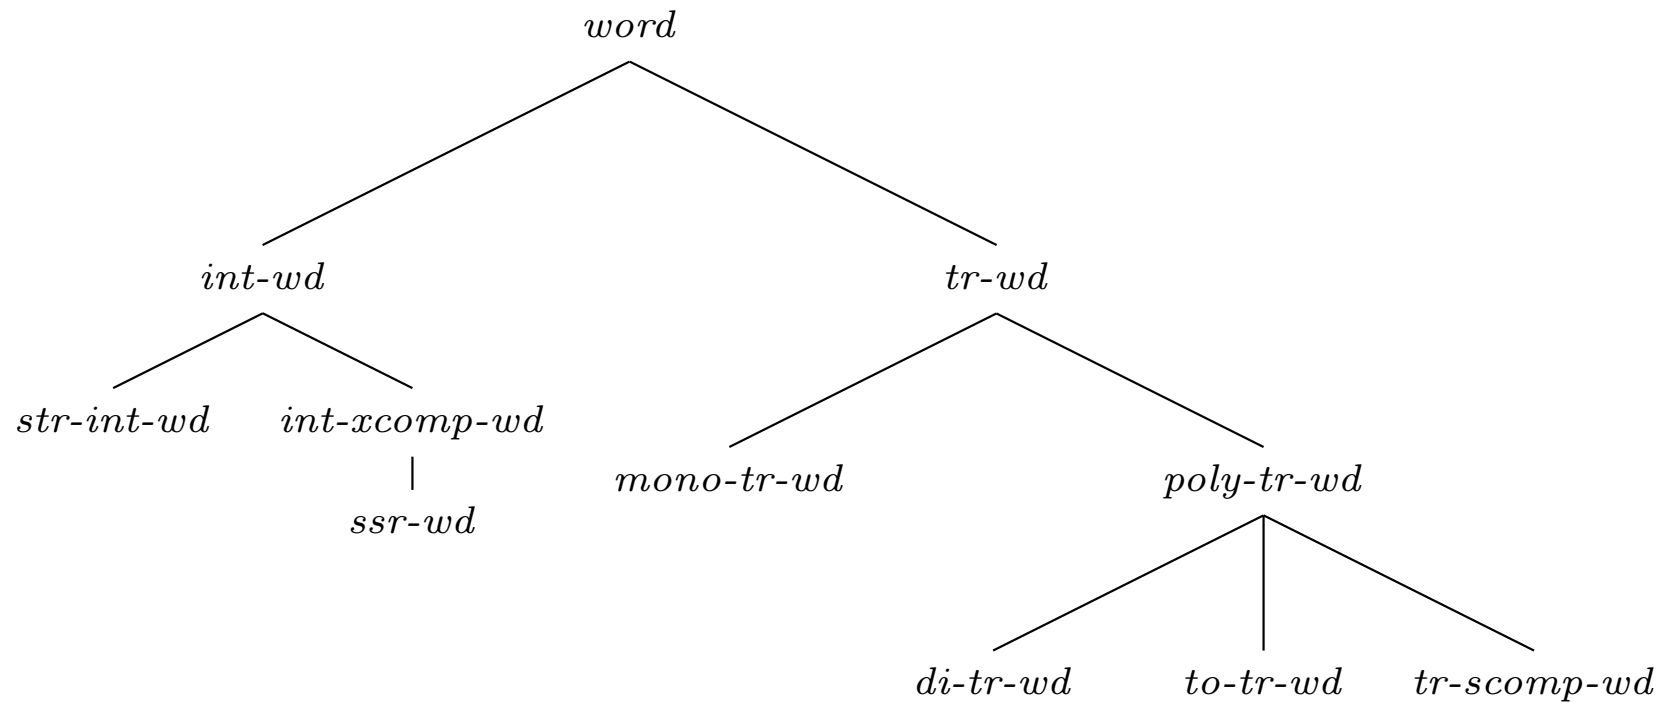 word
int-wd tr-wd
str-int-wd int-xcomp-wd
mono-tr-wd poly-tr-wd
ssr-wd
di-tr-wd to-tr-wd tr-scomp-wd